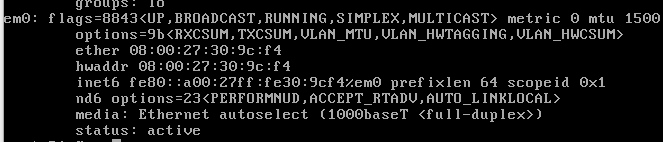 groups: lo
em0: flags=8843<UP,BROADCAST,RUNNING,SIMPLEX,MULTICAST> metric 0 mtu 1500
options=9b<RXCSUM,TXCSUM,VLAN_MTU,VLAN_HWTAGGING,VLAN_HWCSUM>
ether 08:00:27:30:9c:f4
hwaddr 08:00:27:30:9c:f4
inet6 fe80::a00:27ff:fe30:9cf4%em0 prefixlen 64 scopeid 0x1
nd6 options=23<PERFORMNUD,ACCEPT_RTADV,AUTO_LINKLOCAL>
media: Ethernet autoselect (1000baseT <full-duplex>)
status: active